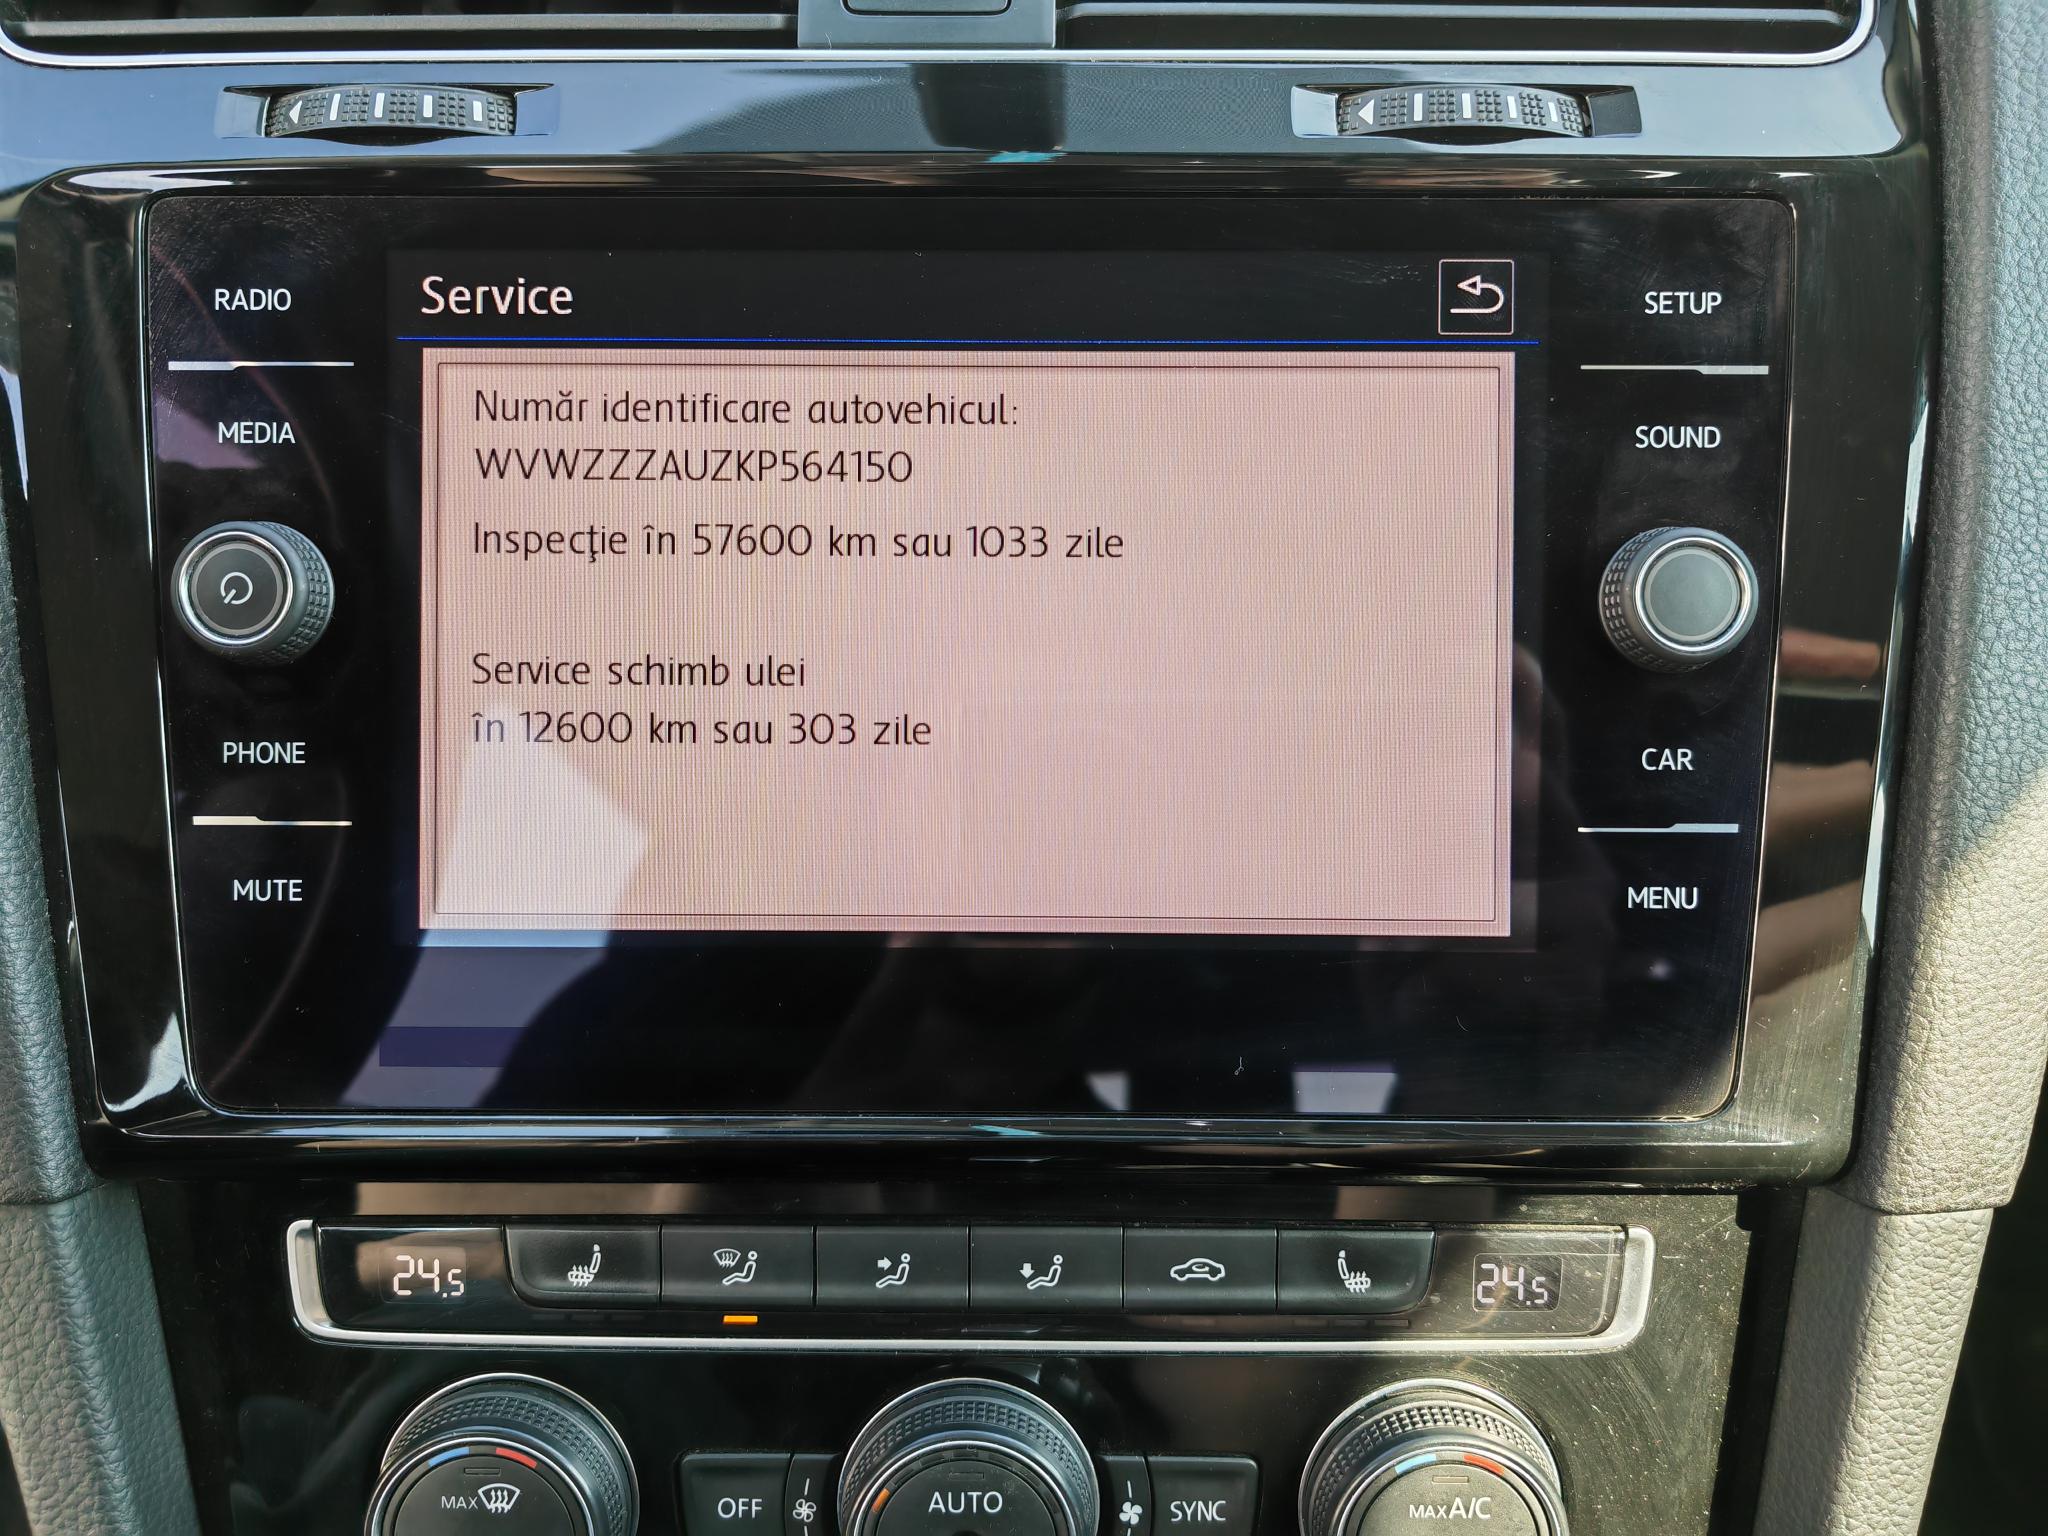 RADIO
MEDIA
PHONE
MUTE
Service
Număr identificare autovehicul:
WVWZZZAUZKP564150
Inspecţie în 57600 km sau 1033 zile
Service schimb ulei
în 12600 km sau 303 zile
SETUP
SOUND
CAR
MENU
24.5
24.5
MAX
OFF
AUTO
SYNC
MAX A/C